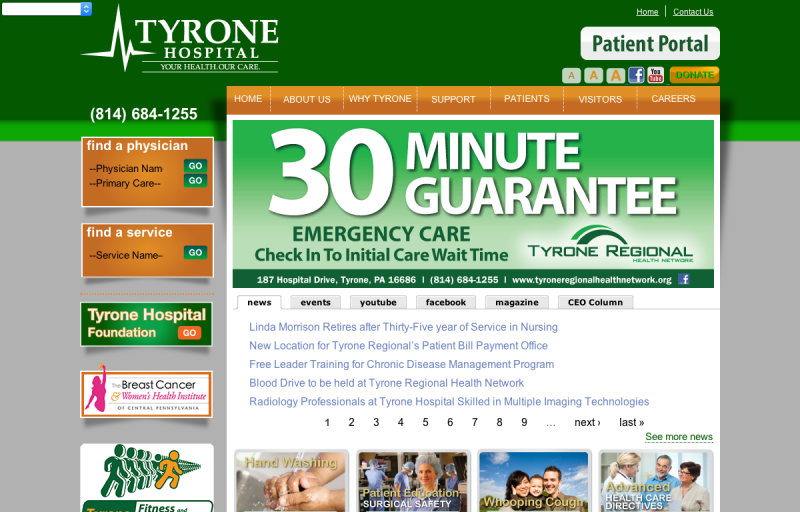 TYRONE
HOSPITAL
YOUR HEALTH.OUR CARE.
Home
Contact Us
Patient Portal
A A A f You Tube DONATE
(814) 684-1255
HOME ABOUT US WHY TYRONE SUPPORT PATIENTS VISITORS CAREERS
find a physician
--Physician Nam GO
--Primary Care-- GO
find a service
--Service Name-- GO
Tyrone Hospital
Foundation GO
The Breast Cancer
& Women's Health Institute
OF CENTRAL PENNSYLVANIA
Tyrone Fitness and
30 MINUTE
GUARANTEE
EMERGENCY CARE
Check In To Initial Care Wait Time
TYRONE REGIONAL
HEALTH NETWORK
187 Hospital Drive, Tyrone, PA 16686 | (814) 684-1255 | www.tyroneregionalhealthnetwork.org f
news events youtube facebook magazine CEO Column
Linda Morrison Retires after Thirty-Five year of Service in Nursing
New Location for Tyrone Regional's Patient Bill Payment Office
Free Leader Training for Chronic Disease Management Program
Blood Drive to be held at Tyrone Regional Health Network
Radiology Professionals at Tyrone Hospital Skilled in Multiple Imaging Technologies
1 2 3 4 5 6 7 8 9 … next › last »
See more news
Hand Washing
Patient Education
SURGICAL SAFETY
Whooping Cough
Advanced
HEALTH CARE
DIRECTIVES